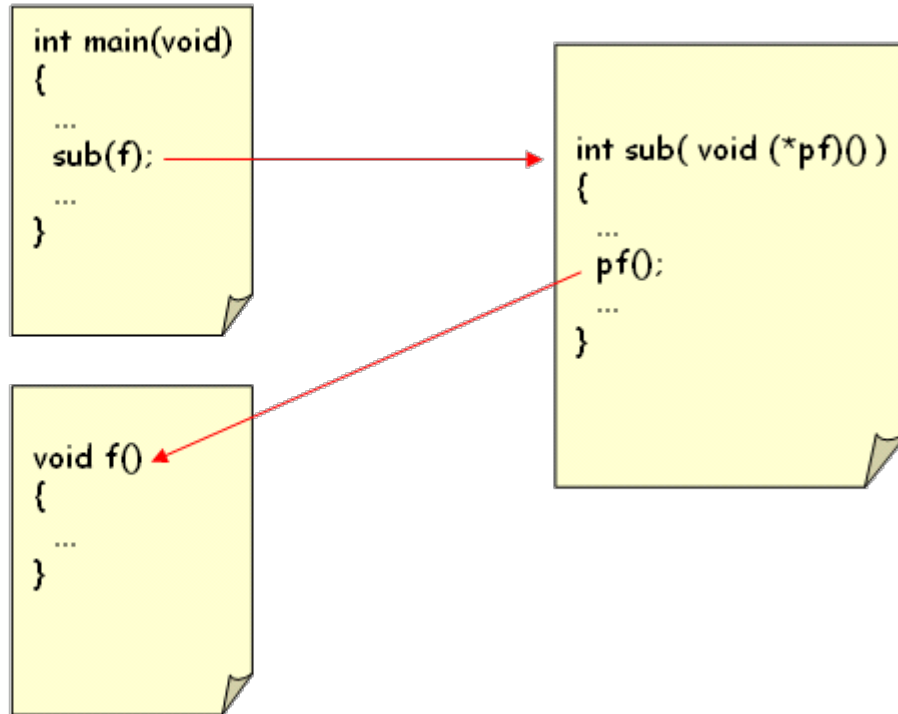 int main(void)
{
...
sub(f);
...
}
int sub( void (*pf)() )
{
...
pf();
...
}
void f()
{
...
}